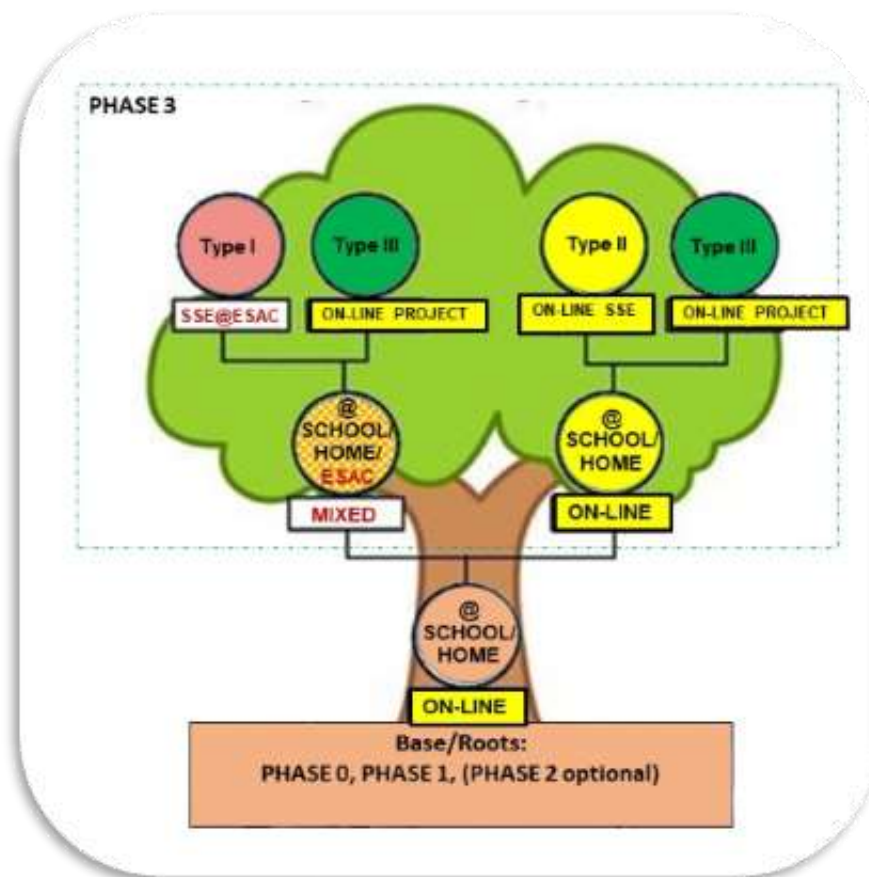 PHASE 3
Type I
Type III
Type II
Type III
SSE@ESAC
ON-LINE PROJECT
ON-LINE SSE
ON-LINE PROJECT
@
SCHOOL/
HOME/
ESAC
@
SCHOOL/
HOME
MIXED
ON-LINE
@
SCHOOL/
HOME
ON-LINE
Base/Roots:
PHASE 0, PHASE 1, (PHASE 2 optional)